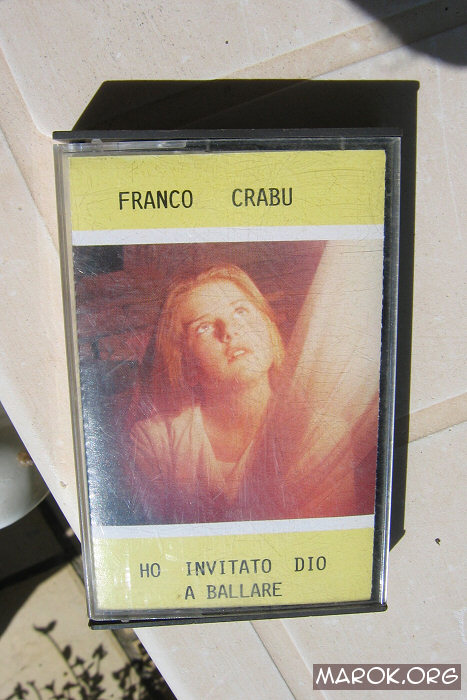 FRANCO CRABU
HO INVITATO DIO
A BALLARE
MAROK.ORG